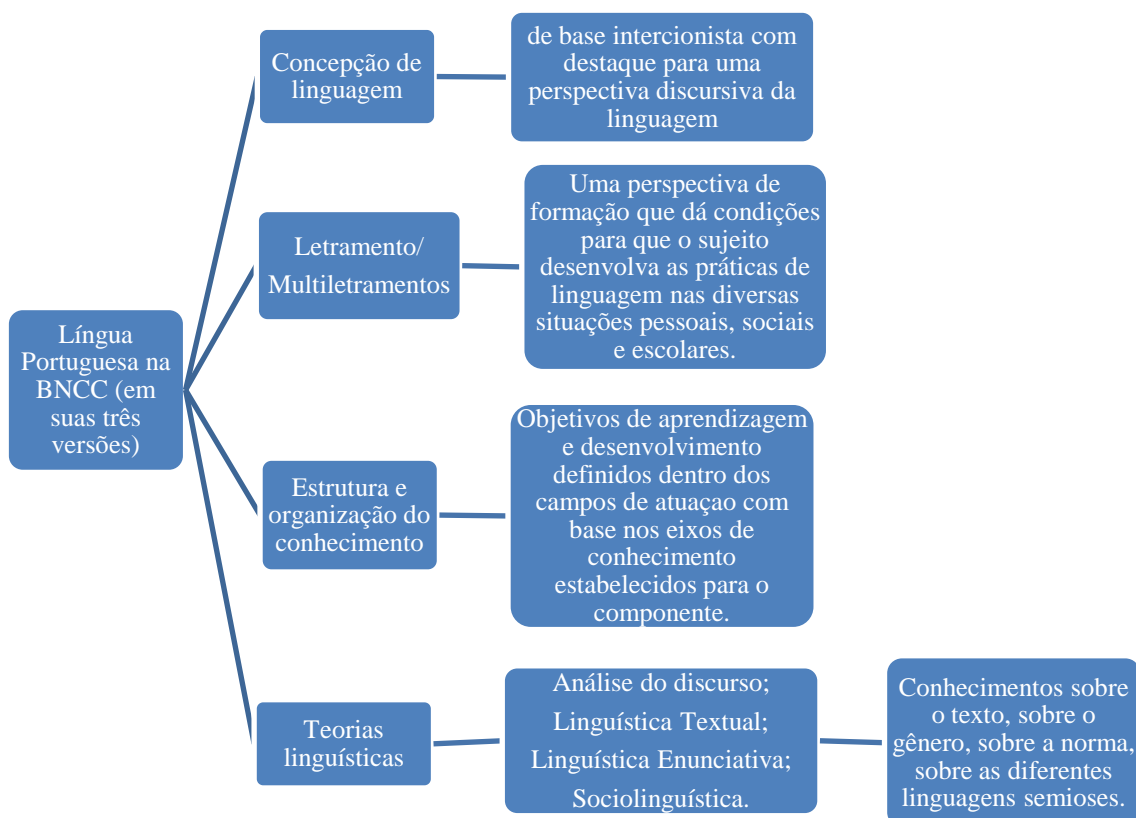 Língua
Portuguesa na
BNCC (em
suas três
versões)
Concepção de
linguagem
de base intercionista com
destaque para uma
perspectiva discursiva da
linguagem
Letramento/
Multiletramentos
Uma perspectiva de
formação que dá condições
para que o sujeito
desenvolva as práticas de
linguagem nas diversas
situações pessoais, sociais
e escolares.
Estrutura e
organização do
conhecimento
Objetivos de aprendizagem
e desenvolvimento
definidos dentro dos
campos de atuaçao com
base nos eixos de
conhecimento
estabelecidos para o
componente.
Teorias
linguísticas
Análise do discurso;
Linguística Textual;
Linguística Enunciativa;
Sociolinguística.
Conhecimentos sobre
o texto, sobre o
gênero, sobre a norma,
sobre as diferentes
linguagens semioses.